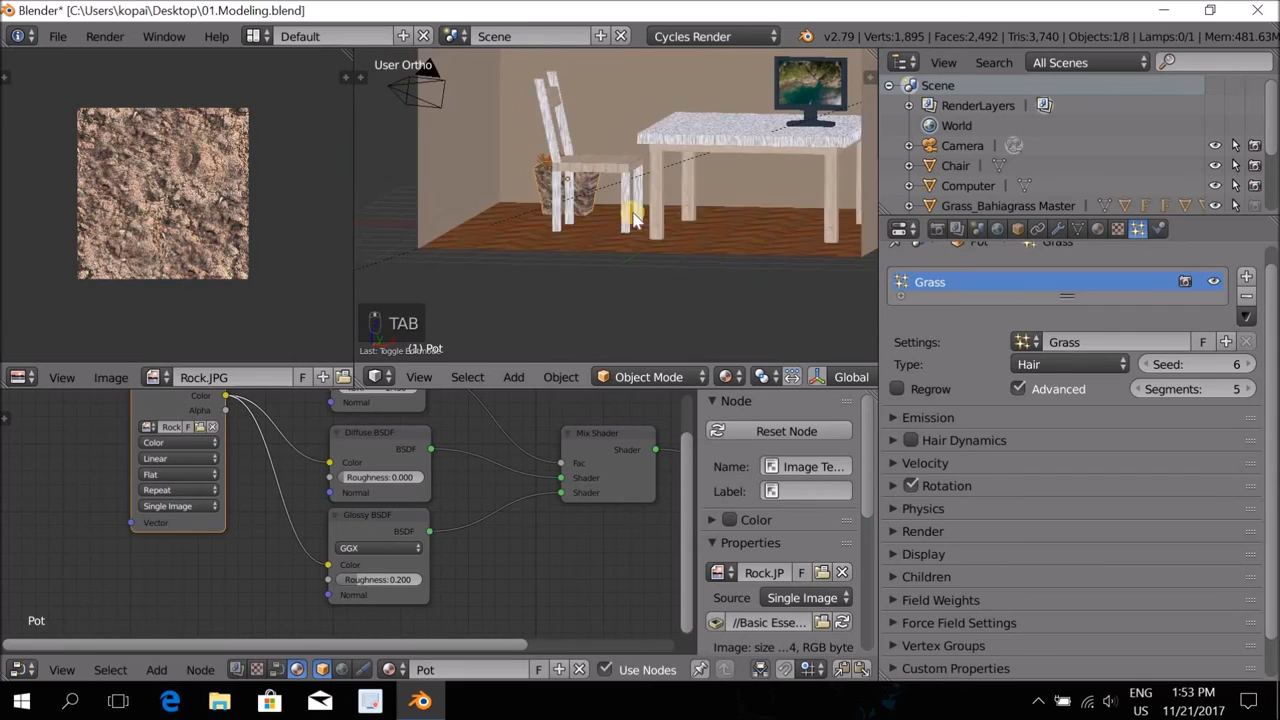 Blender* [C:\Users\kopai\Desktop\01.Modeling.blend]
File Render Window Help Default Scene Cycles Render v2.79 | Verts:1,895 | Faces:2,492 | Tris:3,740 | Objects:1/8 | Lamps:0/1 | Mem:481.63M
User Ortho
TAB
(1) Pot
View Image Rock.JPG F
View Select Add Object Object Mode Global
View Search All Scenes
Scene
RenderLayers
World
Camera
Chair
Computer
Grass_Bahiagrass Master
Pot Grass
Grass
Settings: Grass F
Type: Hair Seed: 6
Regrow Advanced Segments: 5
Emission
Hair Dynamics
Velocity
Rotation
Physics
Render
Display
Children
Field Weights
Force Field Settings
Vertex Groups
Custom Properties
Color
Alpha
Rock F
Color
Linear
Flat
Repeat
Single Image
Vector
Normal
Diffuse BSDF
BSDF
Color
Roughness: 0.000
Normal
Glossy BSDF
BSDF
GGX
Color
Roughness: 0.200
Normal
Mix Shader
Shader
Fac
Shader
Shader
Pot
Node
Reset Node
Name: Image Te...
Label:
Color
Properties
Rock.JP F
Source Single Image
//Basic Esse...
Image: size ...4, RGB byte
View Select Add Node Pot F Use Nodes
ENG
US
1:53 PM
11/21/2017